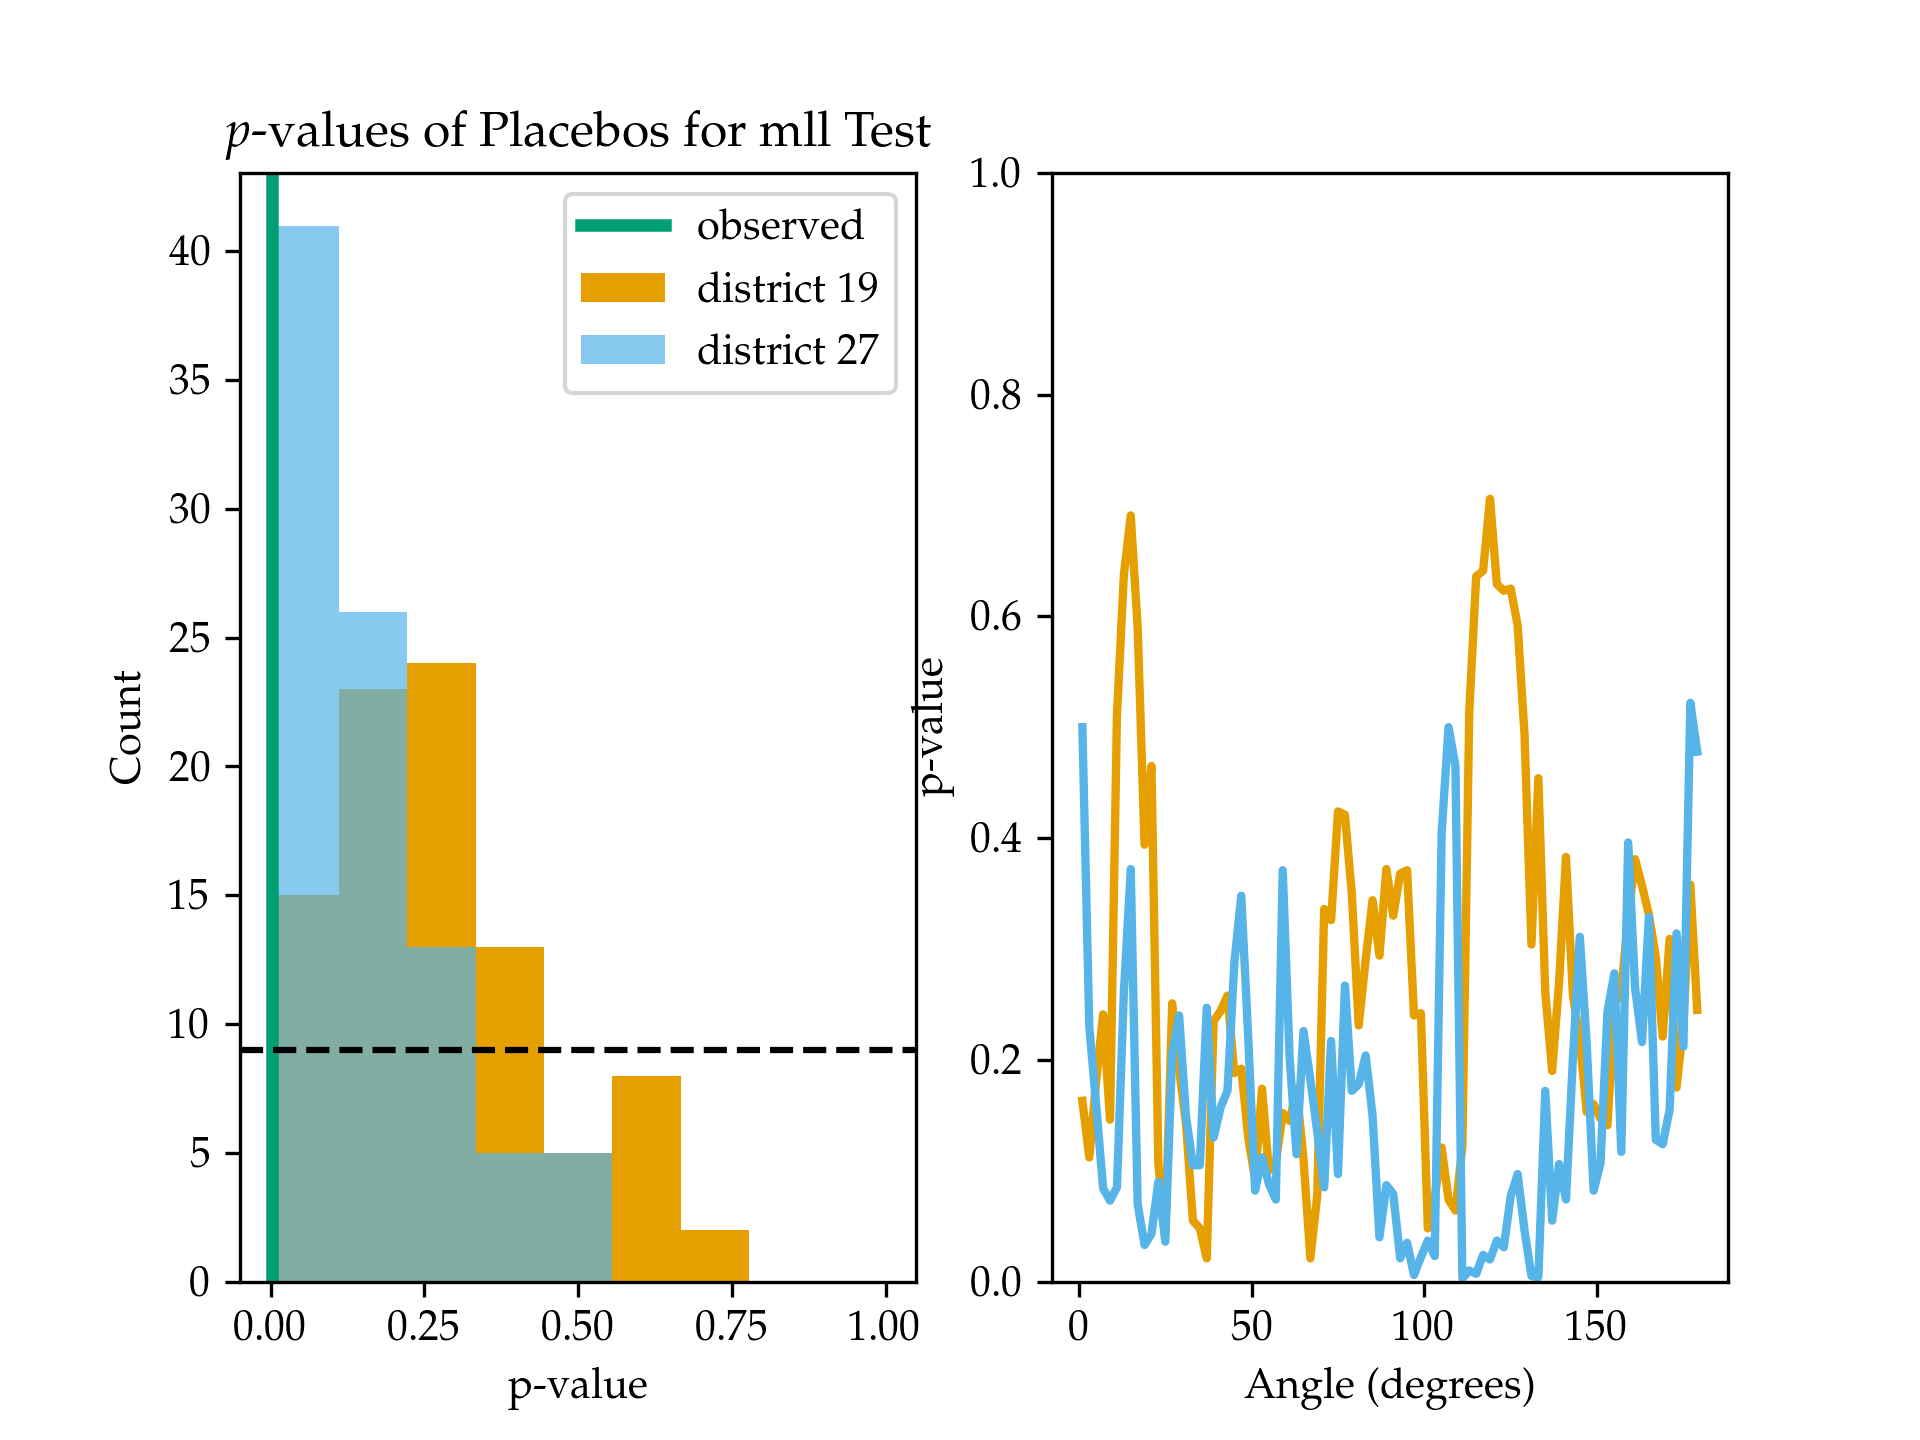 p-values of Placebos for mll Test
observed
district 19
district 27
Count
40
35
30
25
20
15
10
5
0
0.00 0.25 0.50 0.75 1.00
p-value
p-value
1.0
0.8
0.6
0.4
0.2
0.0
0 50 100 150
Angle (degrees)